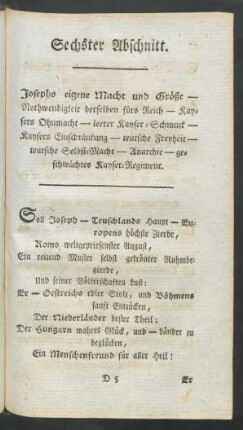 Sechster Abschnitt.
Josephs eigene Macht und Größe —
Nothwendigkeit derselben fürs Reich — Kay-
sers Ohnmacht — leerer Kayser-Schmuck —
Kaysers Einschränkung — teutsche Freyheit —
teutsche Selbst-Macht — Anarchie — ge-
schwächtes Kayser-Regiment.
Soll Joseph — Teuschlands Haupt — Eu-
ropens höchste Zierde,
Roms weltgepriesenster August,
Ein reitzend Muster selbst gekrönter Ruhmbe-
gierde,
Und seiner Völkerschaften Lust:
Er — Oestreichs edler Stolz, und Böhmens
sanft Entzücken,
Der Niederländer bester Theil;
Der Hungarn wahres Glück, und — Länder zu
beglücken,
Ein Menschenfreund für aller Heil!
D 5
Er